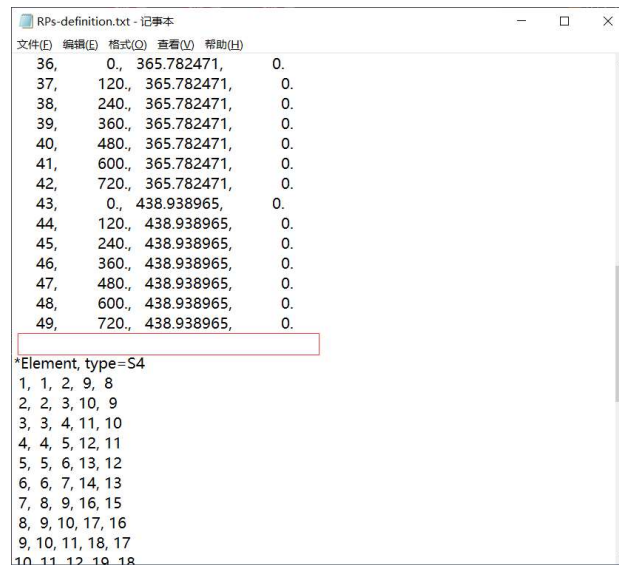 RPs-definition.txt - 记事本
文件(F) 编辑(E) 格式(O) 查看(V) 帮助(H)
36, 0., 365.782471, 0.
37, 120., 365.782471, 0.
38, 240., 365.782471, 0.
39, 360., 365.782471, 0.
40, 480., 365.782471, 0.
41, 600., 365.782471, 0.
42, 720., 365.782471, 0.
43, 0., 438.938965, 0.
44, 120., 438.938965, 0.
45, 240., 438.938965, 0.
46, 360., 438.938965, 0.
47, 480., 438.938965, 0.
48, 600., 438.938965, 0.
49, 720., 438.938965, 0.
*Element, type=S4
1, 1, 2, 9, 8
2, 2, 3, 10, 9
3, 3, 4, 11, 10
4, 4, 5, 12, 11
5, 5, 6, 13, 12
6, 6, 7, 14, 13
7, 8, 9, 16, 15
8, 9, 10, 17, 16
9, 10, 11, 18, 17
10, 11, 12, 19, 18